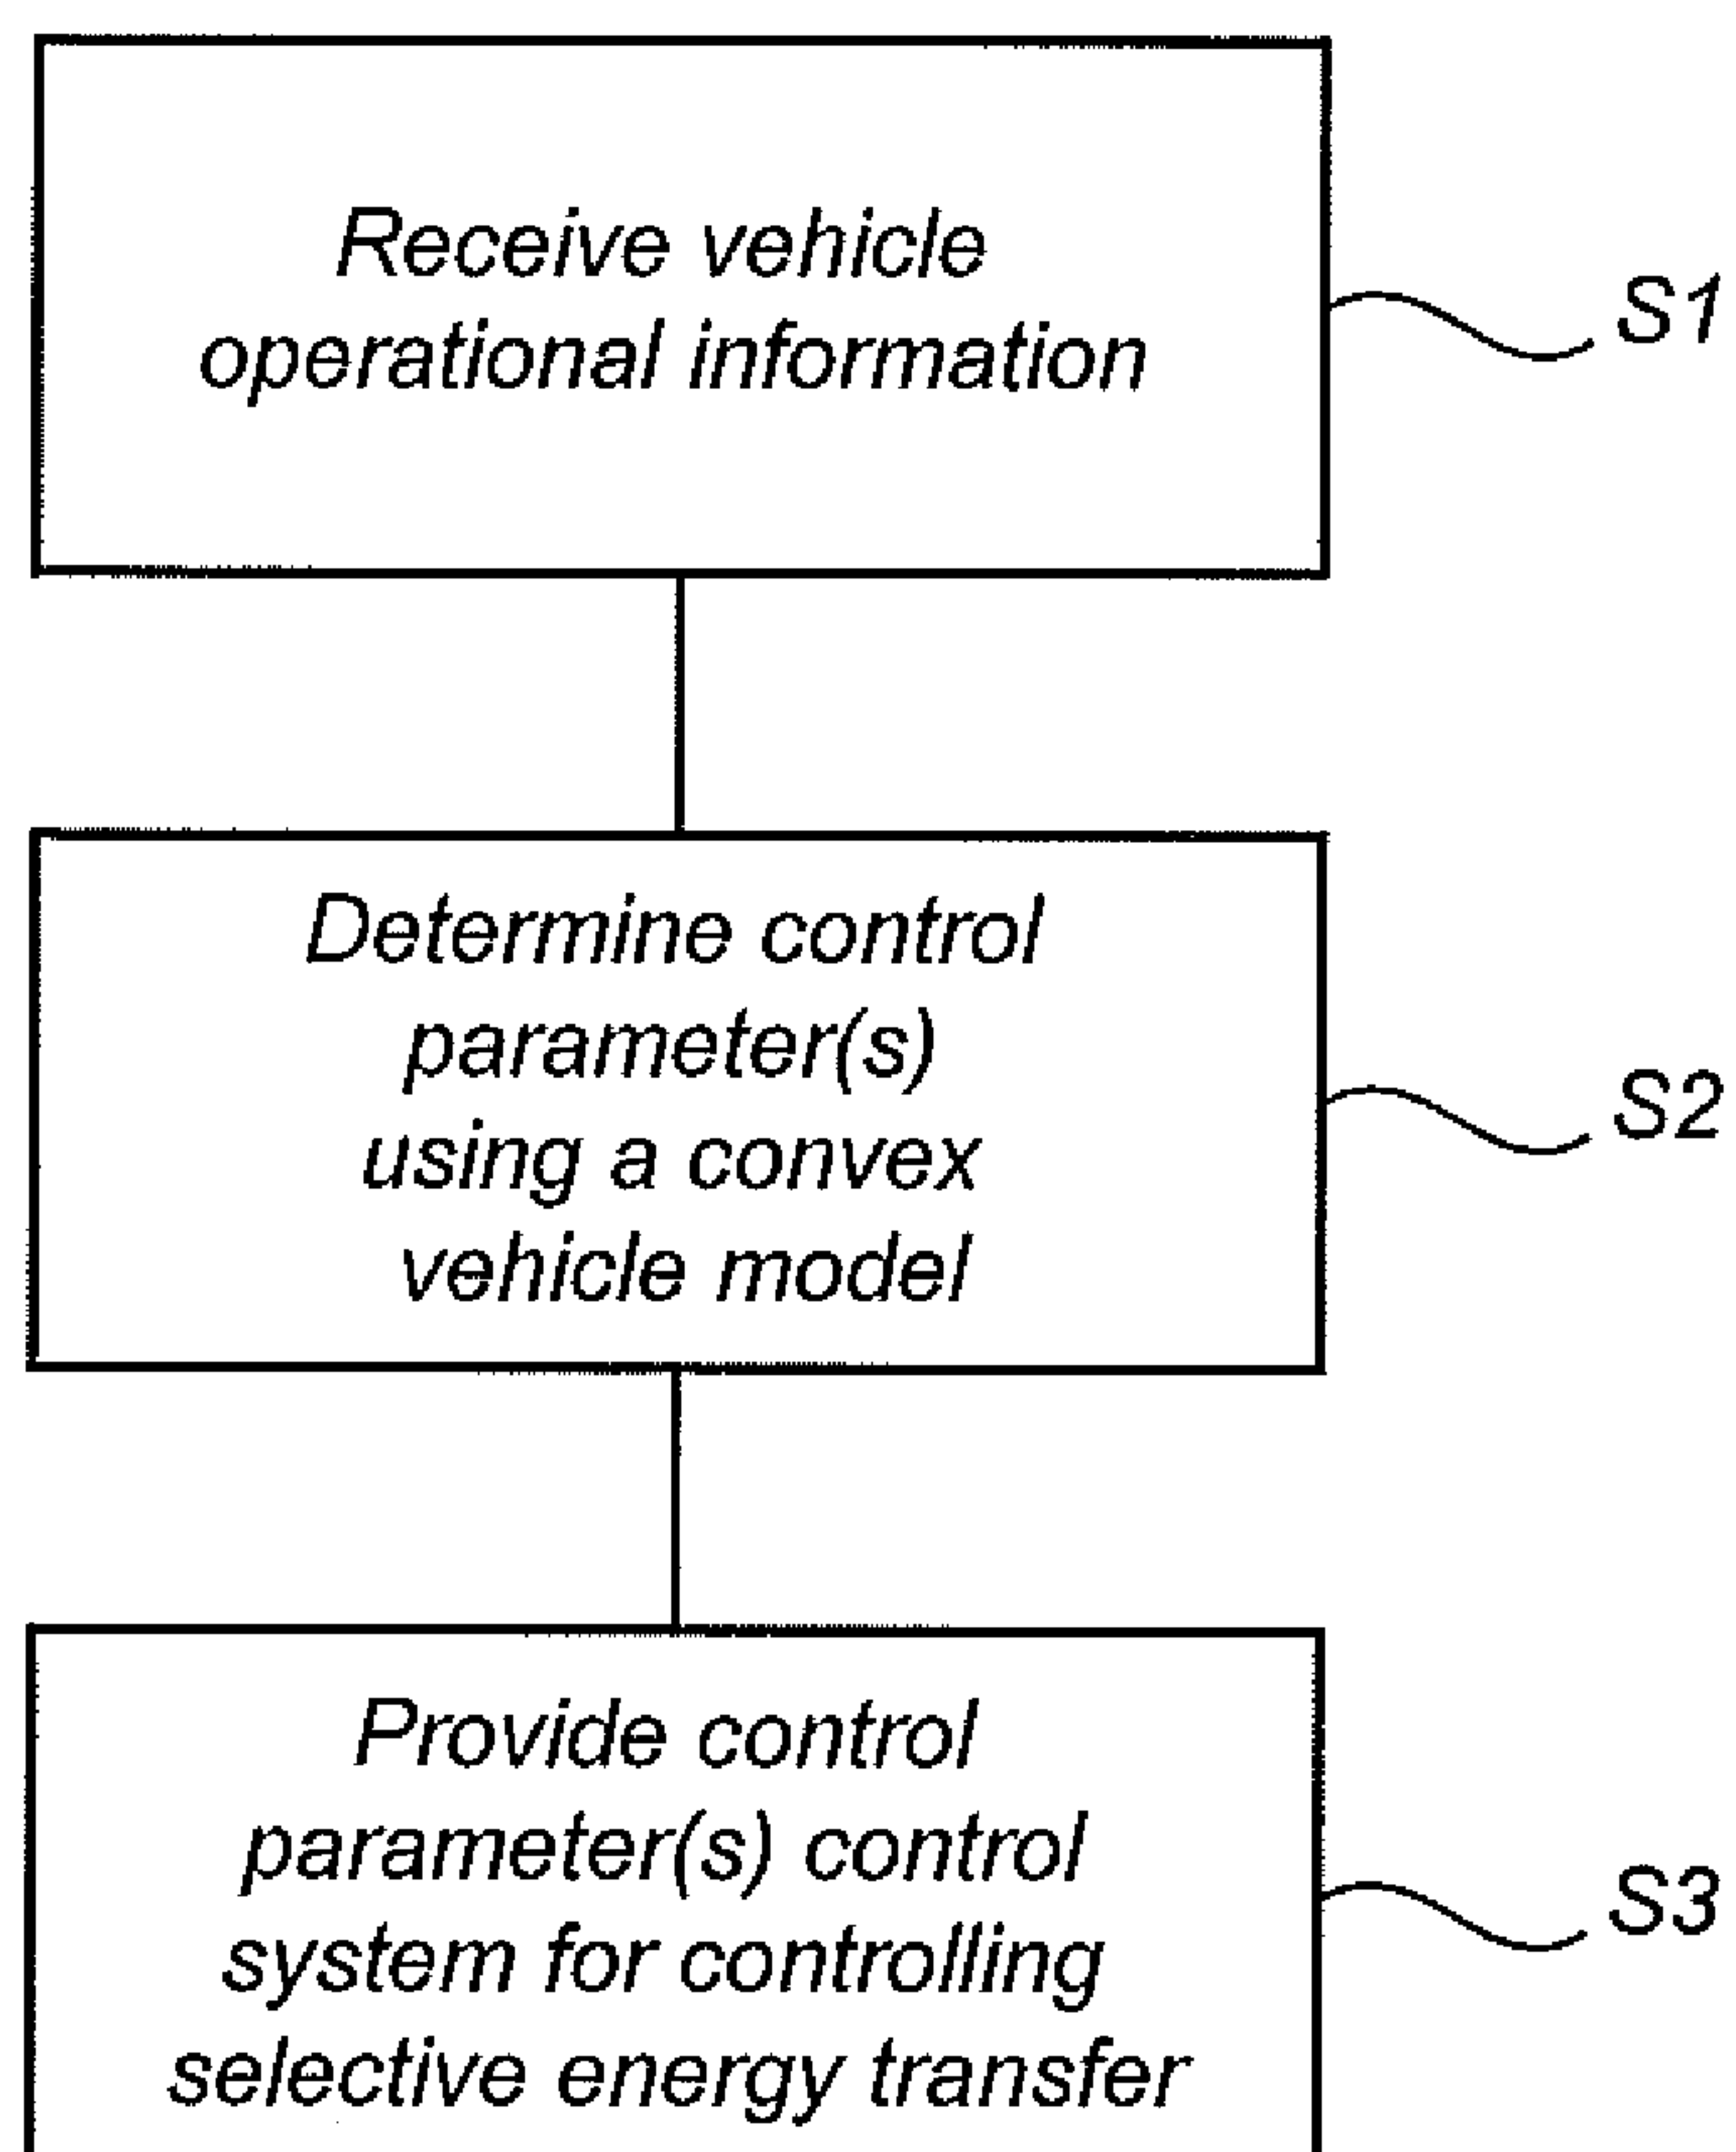 Receive vehicle
operational information
S1
Determine control
parameter(s)
using a convex
vehicle model
S2
Provide control
parameter(s) control
system for controlling
selective energy transfer
S3